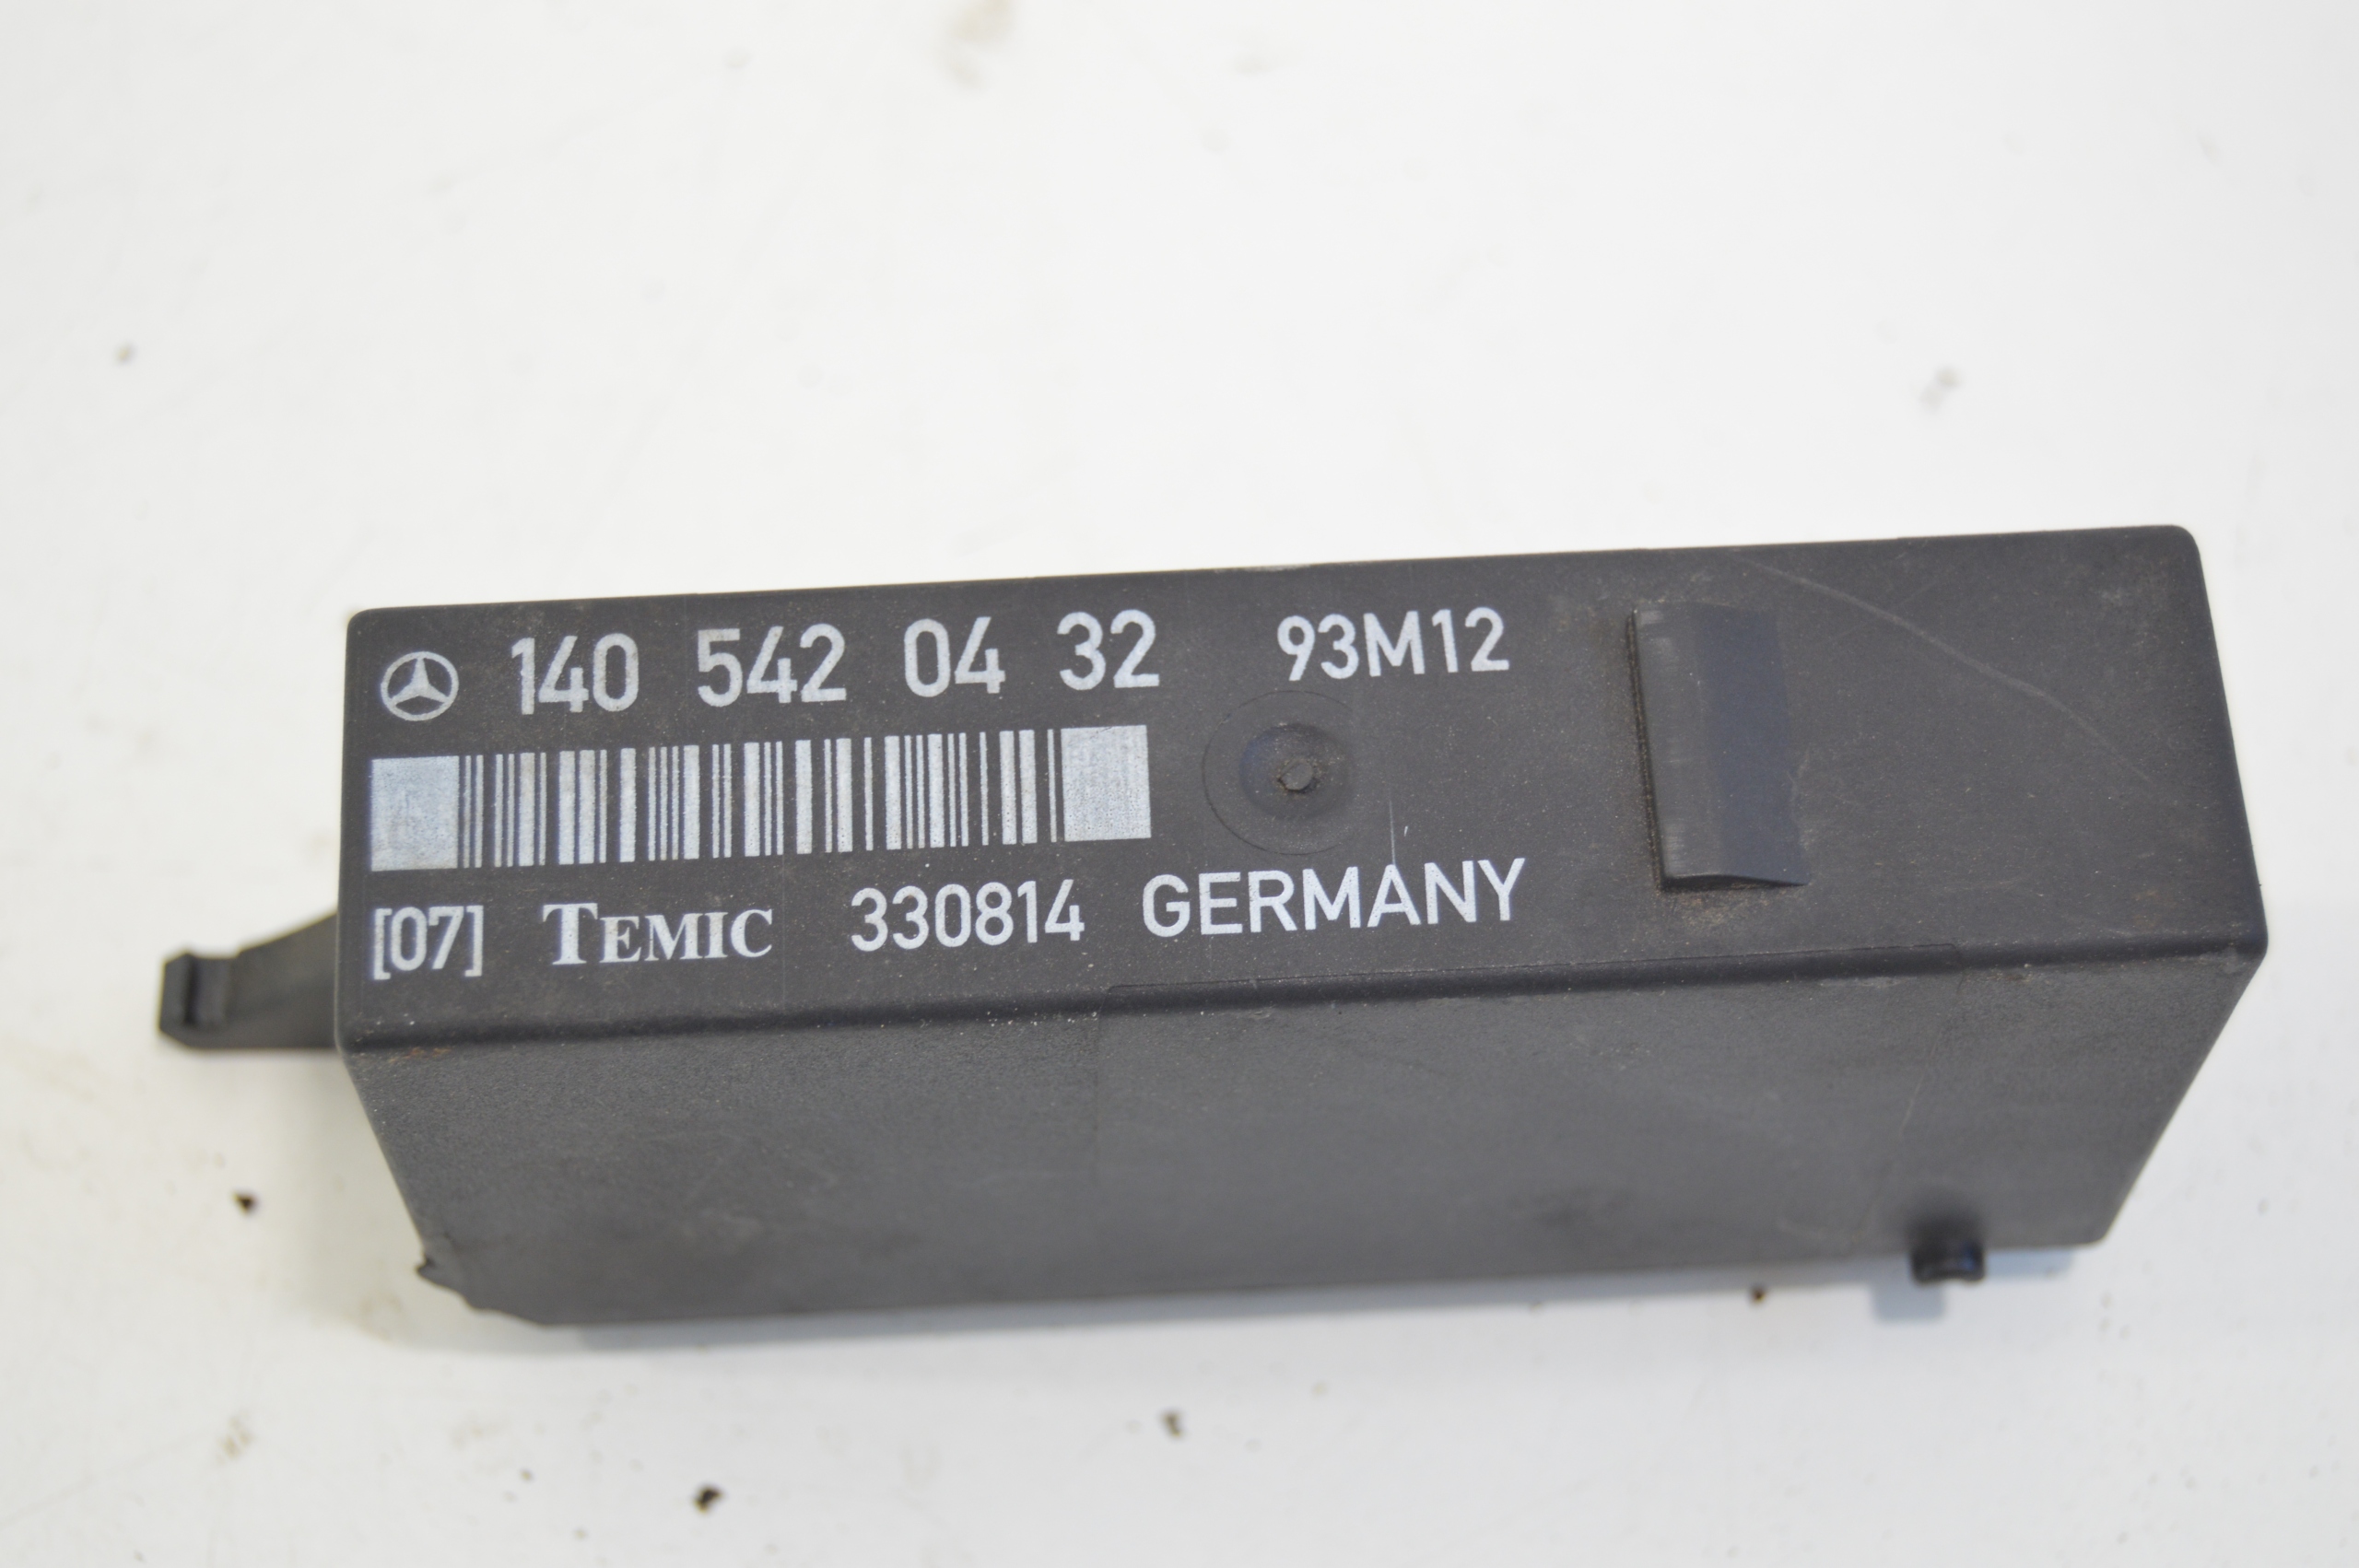 140 542 04 32 93M12
[07] TEMIC 330814 GERMANY